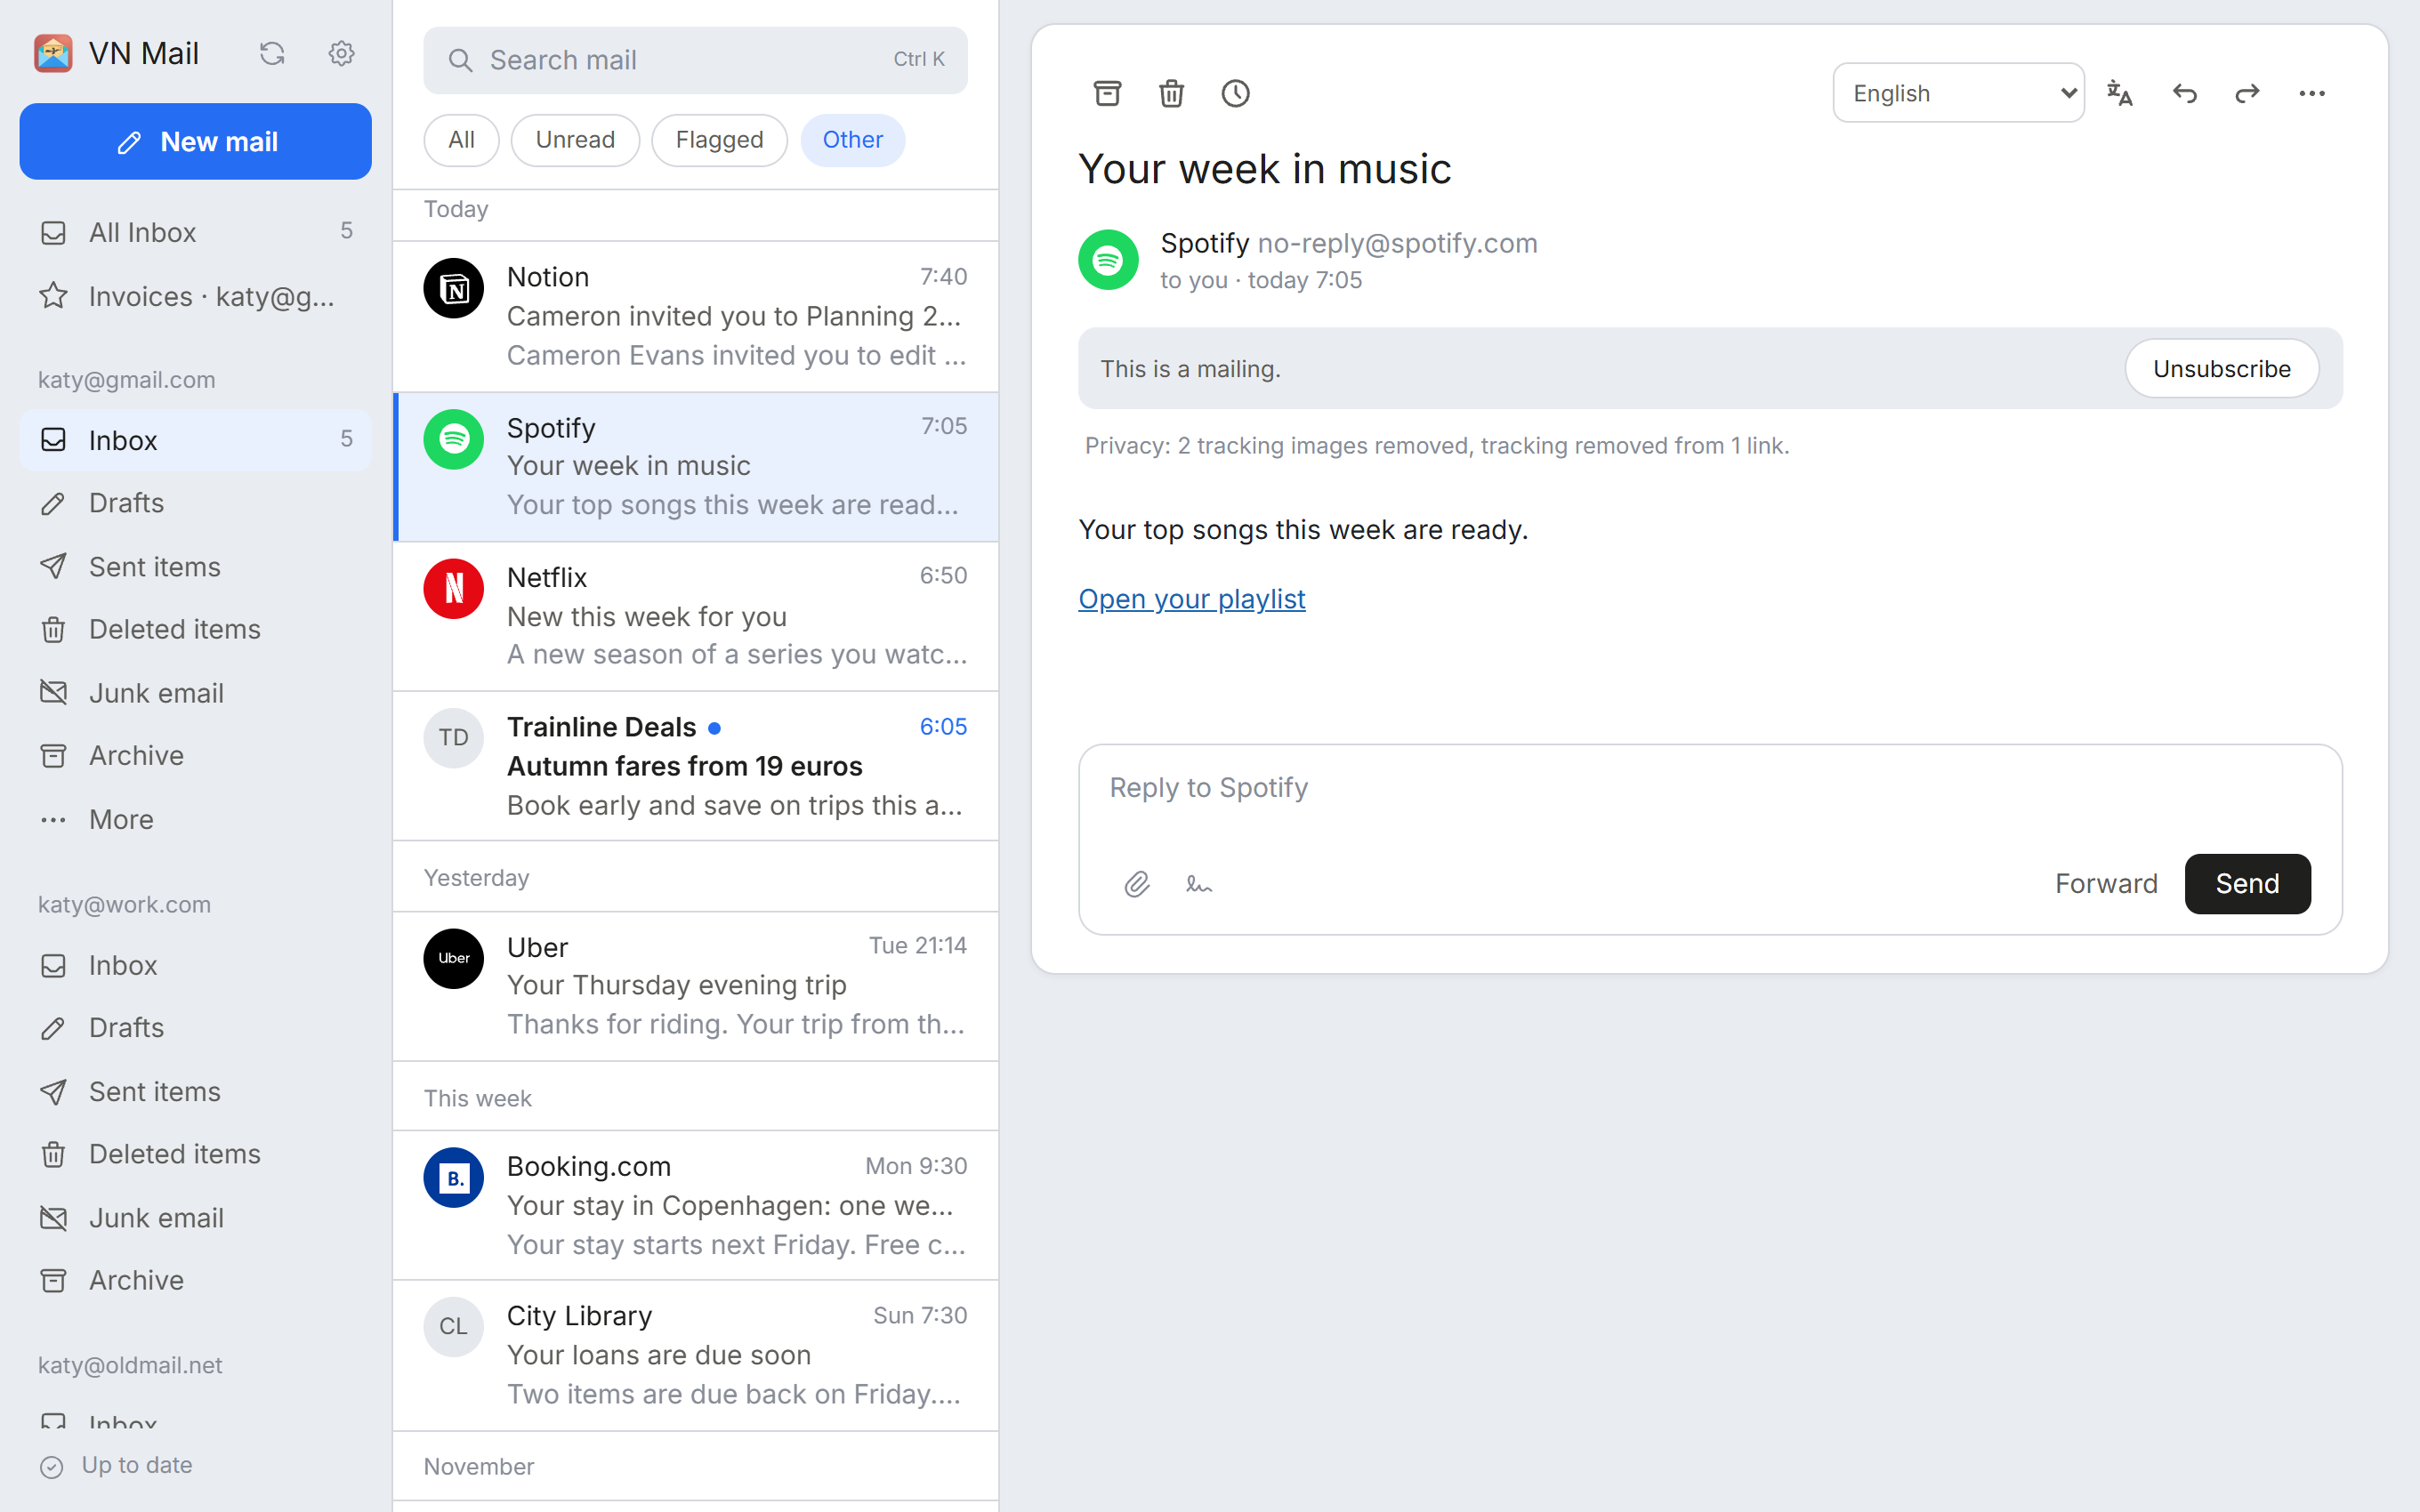 VN Mail
New mail
All Inbox 5
Invoices · katy@g...
katy@gmail.com
Inbox 5
Drafts
Sent items
Deleted items
Junk email
Archive
More
katy@work.com
Inbox
Drafts
Sent items
Deleted items
Junk email
Archive
katy@oldmail.net
Inbox
Up to date
Search mail Ctrl K
All Unread Flagged Other
Today
Notion 7:40
Cameron invited you to Planning 2...
Cameron Evans invited you to edit ...
Spotify 7:05
Your week in music
Your top songs this week are read...
N
Netflix 6:50
New this week for you
A new season of a series you watc...
TD
Trainline Deals 6:05
Autumn fares from 19 euros
Book early and save on trips this a...
Yesterday
Uber
Uber Tue 21:14
Your Thursday evening trip
Thanks for riding. Your trip from th...
This week
B.
Booking.com Mon 9:30
Your stay in Copenhagen: one we...
Your stay starts next Friday. Free c...
CL
City Library Sun 7:30
Your loans are due soon
Two items are due back on Friday....
November
English
Your week in music
Spotify no-reply@spotify.com
to you · today 7:05
This is a mailing. Unsubscribe
Privacy: 2 tracking images removed, tracking removed from 1 link.
Your top songs this week are ready.
Open your playlist
Reply to Spotify
Forward Send